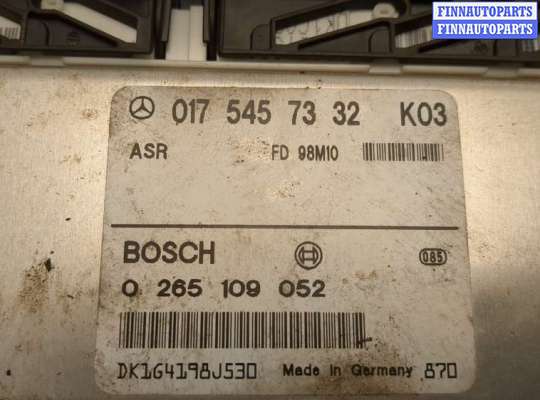 FINNAUTOPARTS
FINNAUTOPARTS
017 545 73 32 K03
ASR FD 98M10
BOSCH 085
0 265 109 052
DK1G4198J530 Made in Germany 870